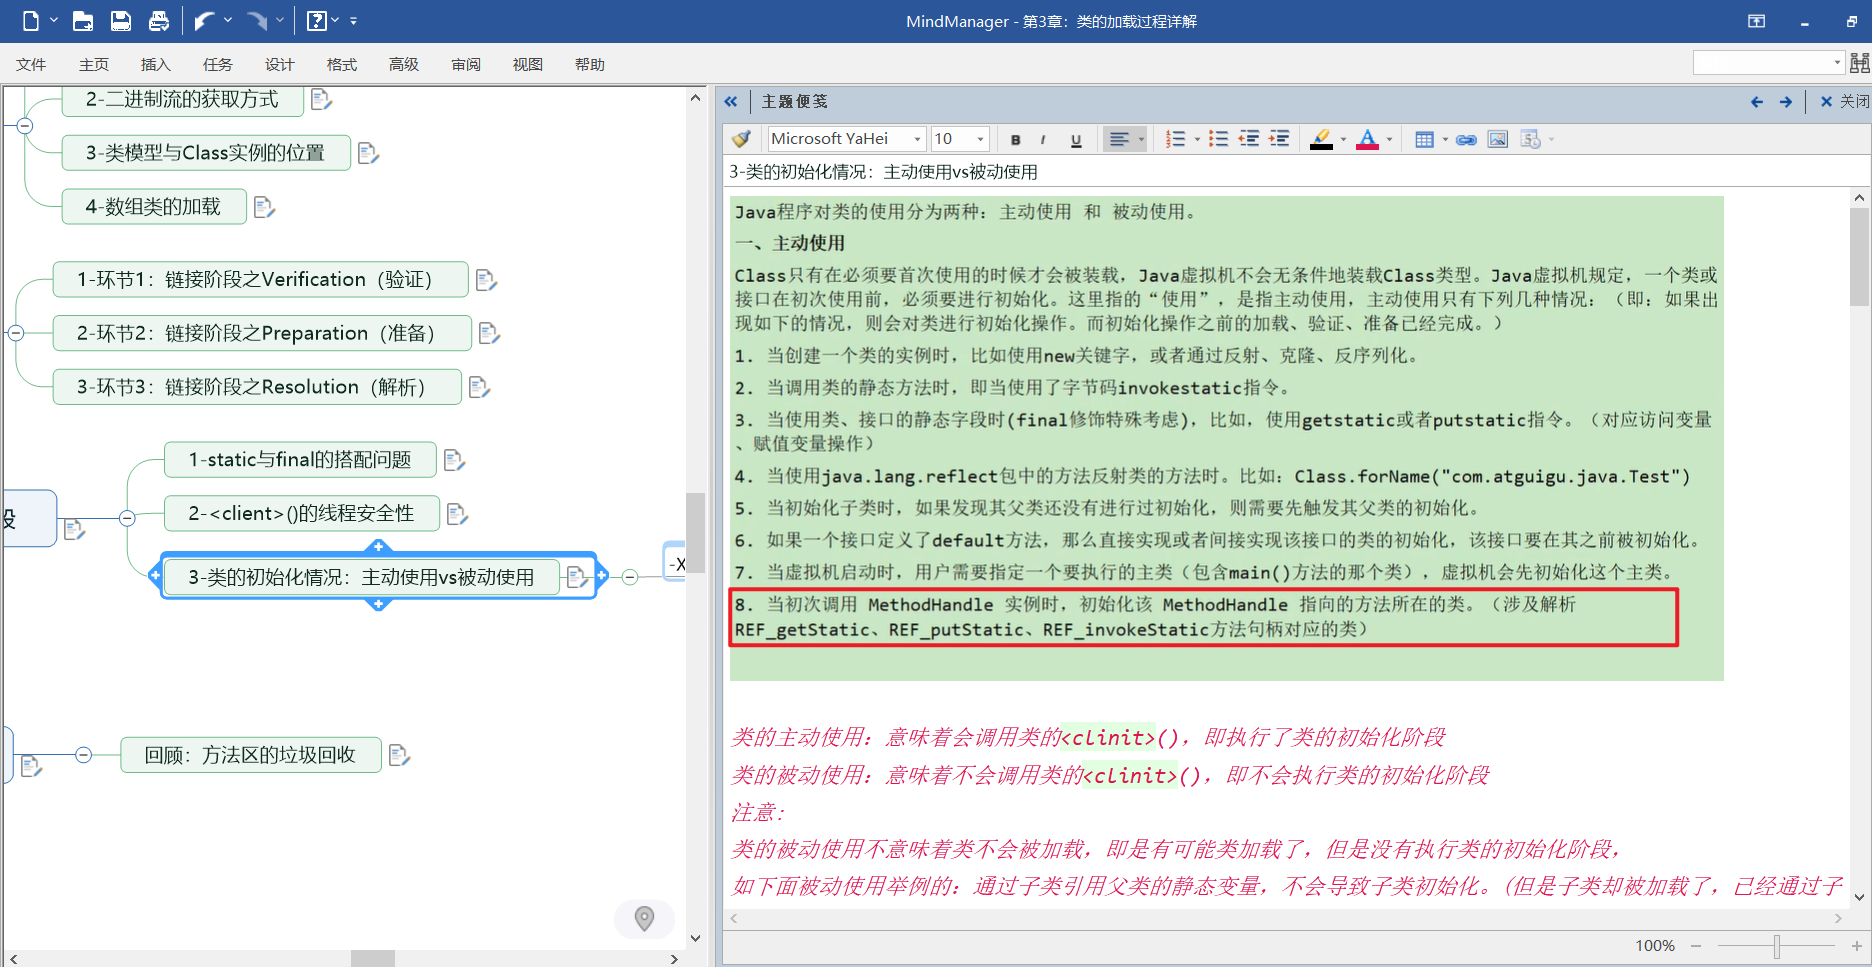 MindManager - 第3章：类的加载过程详解
文件 主页 插入 任务 设计 格式 高级 审阅 视图 帮助
2-二进制流的获取方式
3-类模型与Class实例的位置
4-数组类的加载
1-环节1：链接阶段之Verification（验证）
2-环节2：链接阶段之Preparation（准备）
3-环节3：链接阶段之Resolution（解析）
1-static与final的搭配问题
2-<client>()的线程安全性
3-类的初始化情况：主动使用vs被动使用
-X
回顾：方法区的垃圾回收
主题便笺
关闭
Microsoft YaHei 10 B I U A
3-类的初始化情况：主动使用vs被动使用
Java程序对类的使用分为两种：主动使用 和 被动使用。
一、主动使用
Class只有在必须要首次使用的时候才会被装载，Java虚拟机不会无条件地装载Class类型。Java虚拟机规定，一个类或
接口在初次使用前，必须要进行初始化。这里指的“使用”，是指主动使用，主动使用只有下列几种情况：（即：如果出
现如下的情况，则会对类进行初始化操作。而初始化操作之前的加载、验证、准备已经完成。）
1. 当创建一个类的实例时，比如使用new关键字，或者通过反射、克隆、反序列化。
2. 当调用类的静态方法时，即当使用了字节码invokestatic指令。
3. 当使用类、接口的静态字段时(final修饰特殊考虑)，比如，使用getstatic或者putstatic指令。（对应访问变量
、赋值变量操作）
4. 当使用java.lang.reflect包中的方法反射类的方法时。比如：Class.forName("com.atguigu.java.Test")
5. 当初始化子类时，如果发现其父类还没有进行过初始化，则需要先触发其父类的初始化。
6. 如果一个接口定义了default方法，那么直接实现或者间接实现该接口的类的初始化，该接口要在其之前被初始化。
7. 当虚拟机启动时，用户需要指定一个要执行的主类（包含main()方法的那个类），虚拟机会先初始化这个主类。
8. 当初次调用 MethodHandle 实例时，初始化该 MethodHandle 指向的方法所在的类。（涉及解析
REF_getStatic、REF_putStatic、REF_invokeStatic方法句柄对应的类）
类的主动使用：意味着会调用类的<clinit>()，即执行了类的初始化阶段
类的被动使用：意味着不会调用类的<clinit>()，即不会执行类的初始化阶段
注意：
类的被动使用不意味着类不会被加载，即是有可能类加载了，但是没有执行类的初始化阶段，
如下面被动使用举例的：通过子类引用父类的静态变量，不会导致子类初始化。(但是子类却被加载了，已经通过子
100%